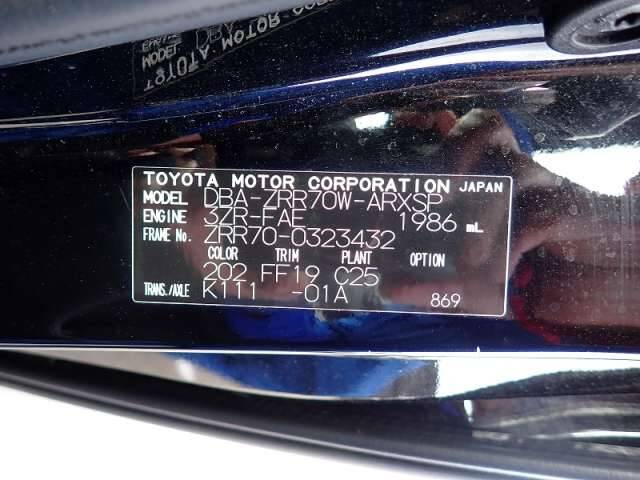 TOYOTA MOTOR CORPORATION JAPAN
MODEL DBA-ZRR70W-ARXSP
ENGINE 3ZR-FAE 1986 mL
FRAME No. ZRR70-0323432
COLOR TRIM PLANT OPTION
202 FF19 C25
TRANS./AXLE K111 -01A 869